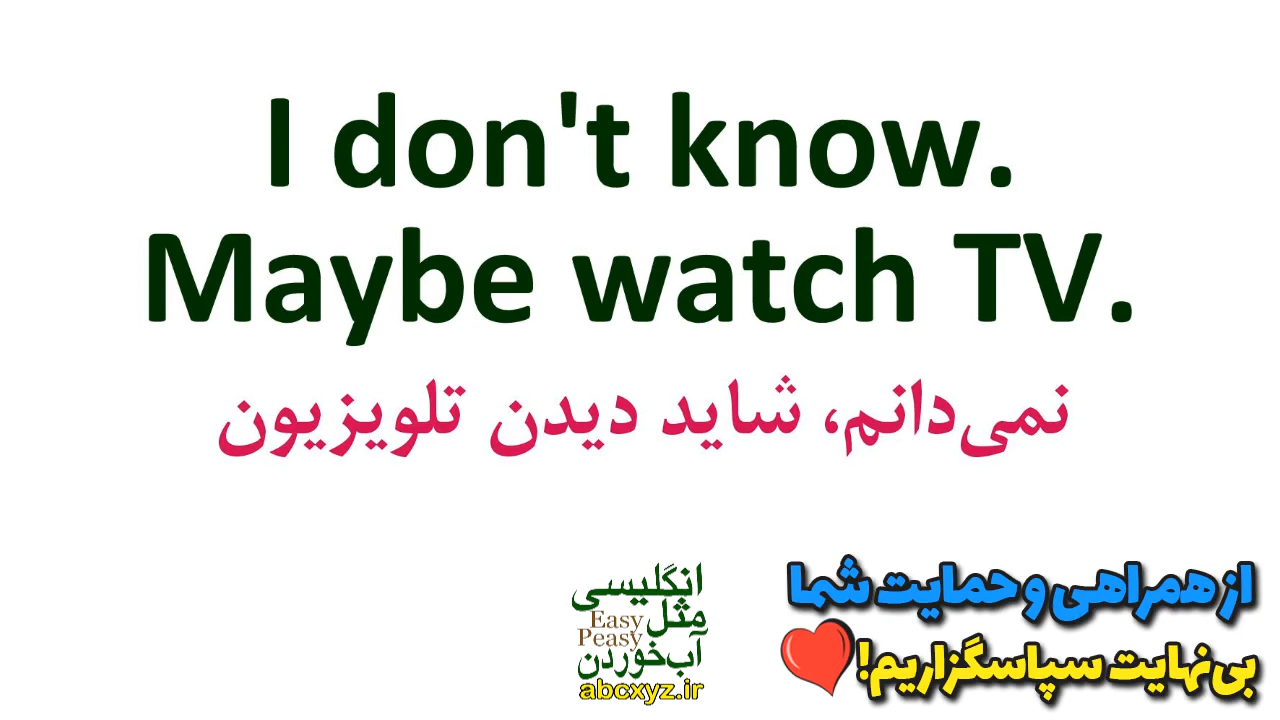 I don't know.
Maybe watch TV.
نمی‌دانم، شاید دیدن تلویزیون
انگلیسی
مثل
Easy
Peasy
آب‌خوردن
abcxyz.ir
از همراهی و حمایت شما
بی‌نهایت سپاسگزاریم!